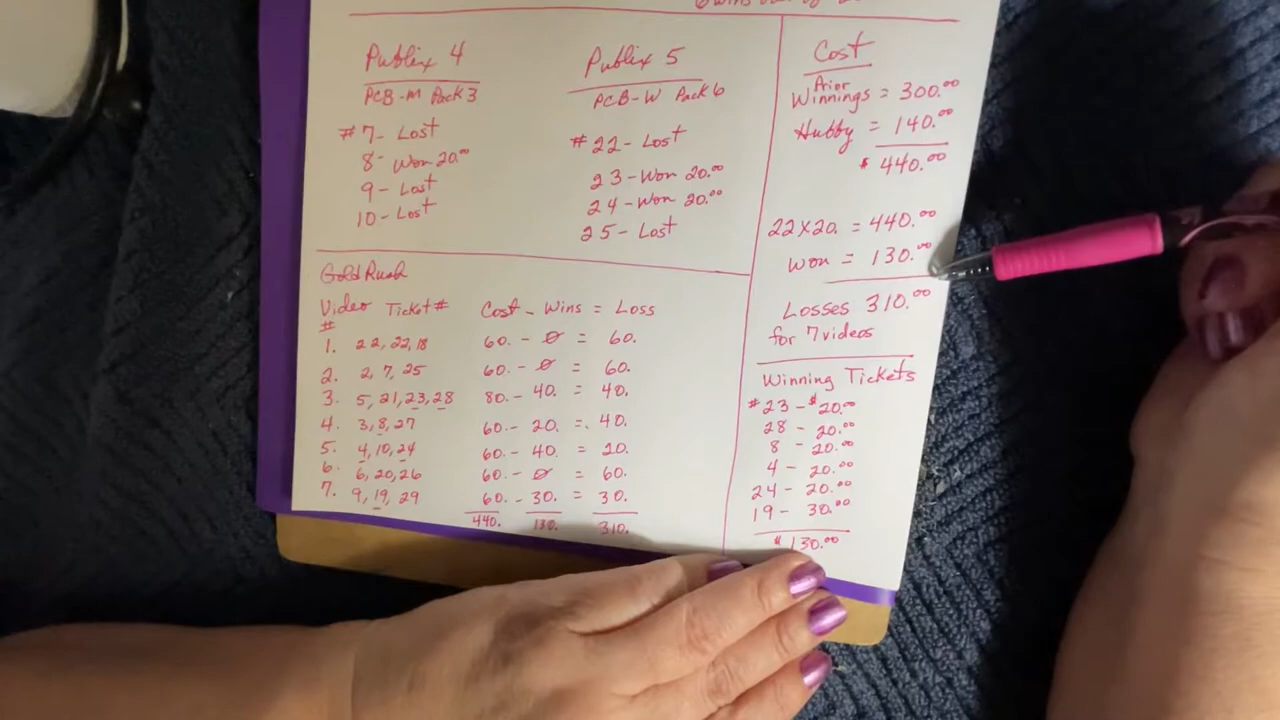 Publix 4
PCB-M Pack 3
#7 - Lost
8 - Won 20.00
9 - Lost
10 - Lost
Publix 5
PCB-W Pack 6
#22 - Lost
23 - Won 20.00
24 - Won 20.00
25 - Lost
Cost
Prior
Winnings = 300.00
Hubby = 140.00
$ 440.00
22 X 20. = 440.00
Won = 130.00
Losses 310.00
for 7 videos
Gold Rush
Video Ticket# Cost - Wins = Loss
#
1. 22, 22, 18 60. - 0 = 60.
2. 2, 7, 25 60. - 0 = 60.
3. 5, 21, 23, 28 80. - 40. = 40.
4. 3, 8, 27 60. - 20. = 40.
5. 4, 10, 24 60. - 40. = 20.
6. 6, 20, 26 60. - 0 = 60.
7. 9, 19, 29 60. - 30. = 30.
440. 130. 310.
Winning Tickets
#23 - $20.00
28 - 20.00
8 - 20.00
4 - 20.00
24 - 20.00
19 - 30.00
$130.00